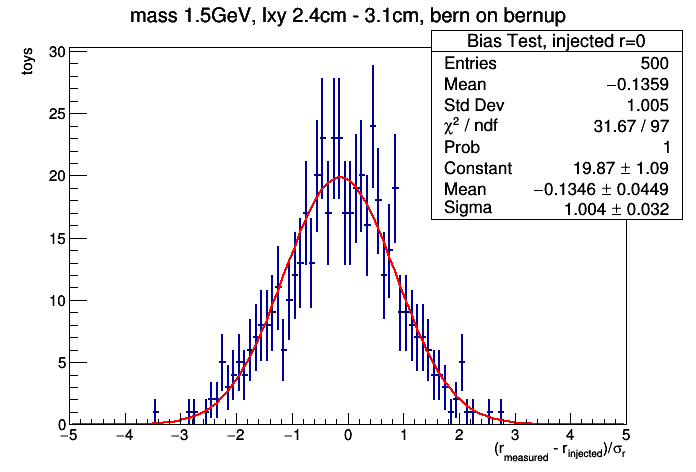 mass 1.5GeV, lxy 2.4cm - 3.1cm, bern on bernup
Bias Test, injected r=0
Entries 500
Mean −0.1359
Std Dev 1.005
χ² / ndf 31.67 / 97
Prob 1
Constant 19.87 ± 1.09
Mean −0.1346 ± 0.0449
Sigma 1.004 ± 0.032
toys
30
25
20
15
10
5
0
−5 −4 −3 −2 −1 0 1 2 3 4 5
(r_measured - r_injected)/σ_r